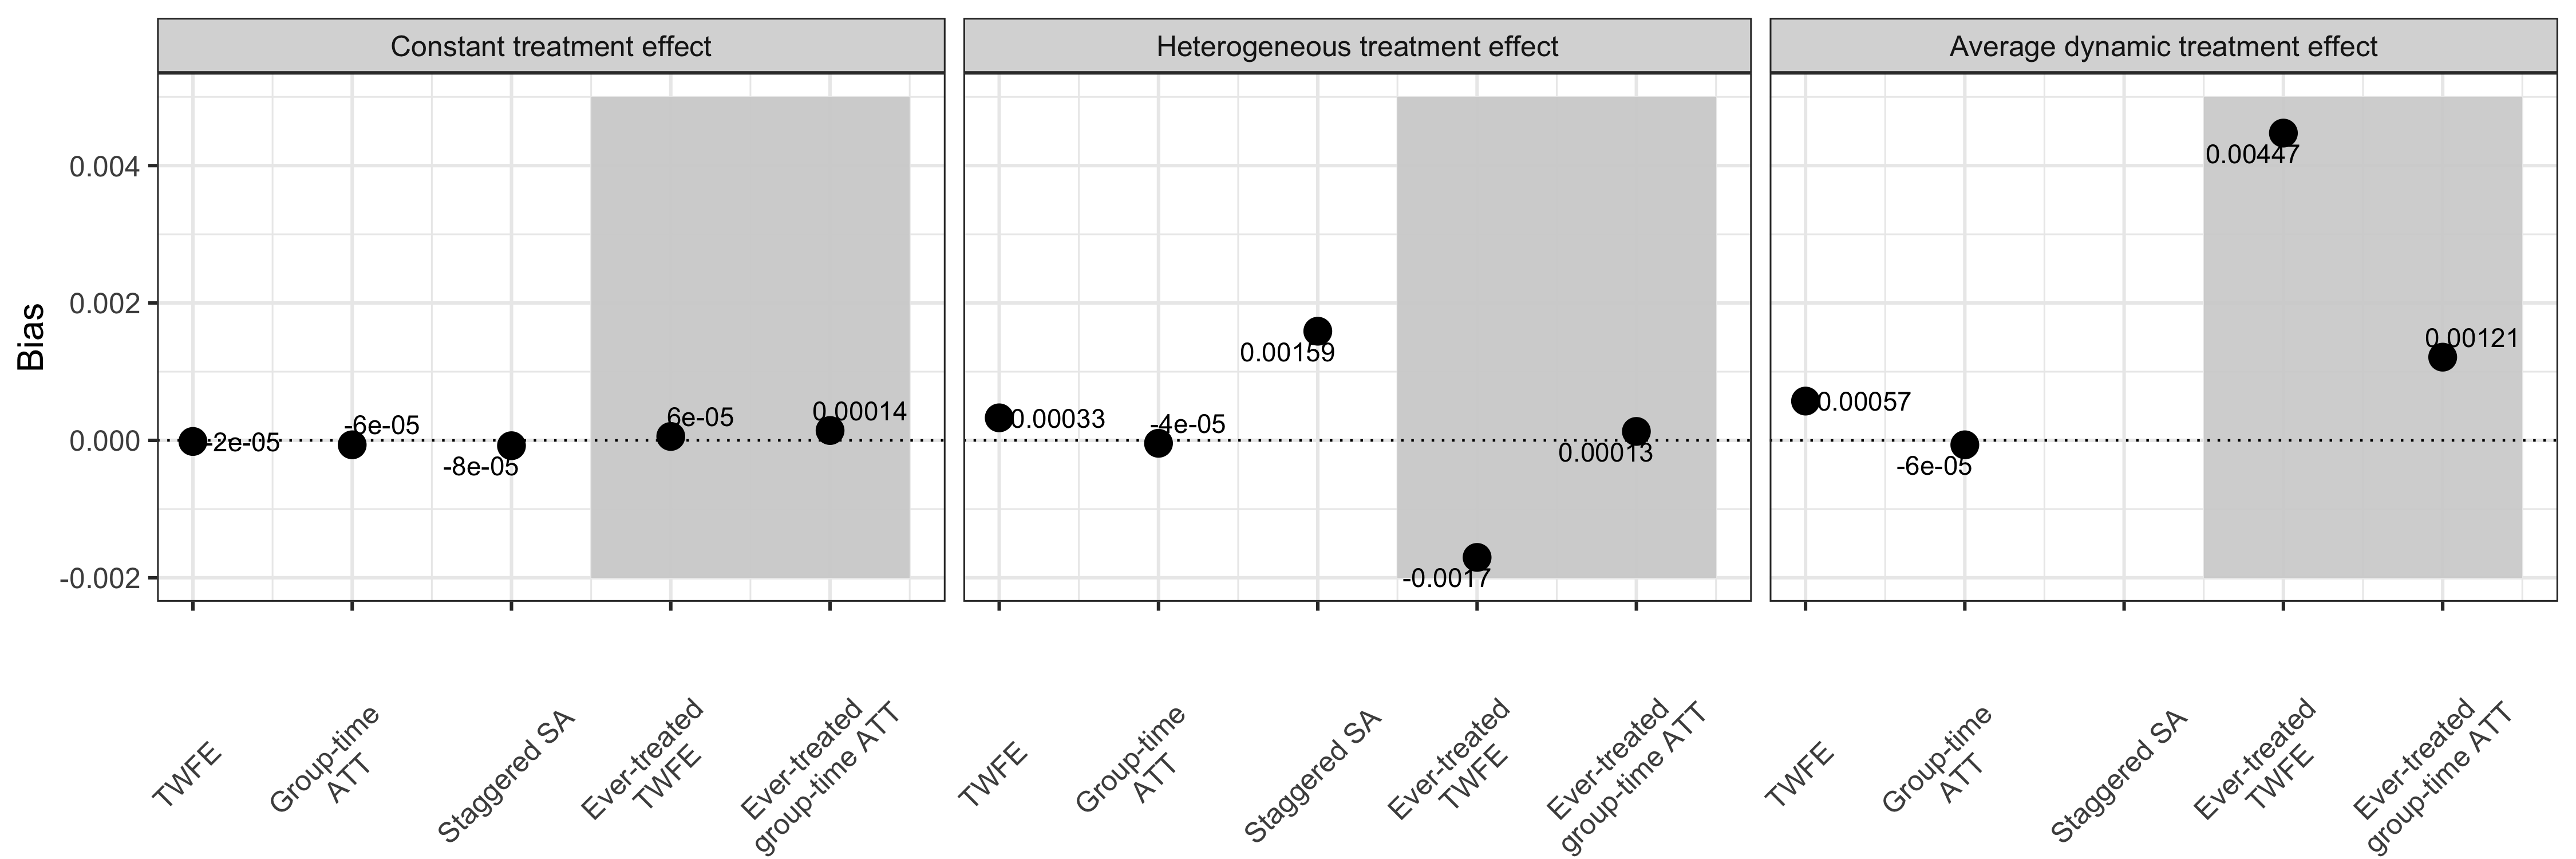 Constant treatment effect
Heterogeneous treatment effect
Average dynamic treatment effect
Bias
0.004
0.002
0.000
-0.002
-2e-05
-6e-05
-8e-05
6e-05
0.00014
0.00033
-4e-05
0.00159
-0.0017
0.00013
0.00057
-6e-05
0.00447
0.00121
TWFE
Group-time
ATT
Staggered SA
Ever-treated
TWFE
Ever-treated
group-time ATT
TWFE
Group-time
ATT
Staggered SA
Ever-treated
TWFE
Ever-treated
group-time ATT
TWFE
Group-time
ATT
Staggered SA
Ever-treated
TWFE
Ever-treated
group-time ATT